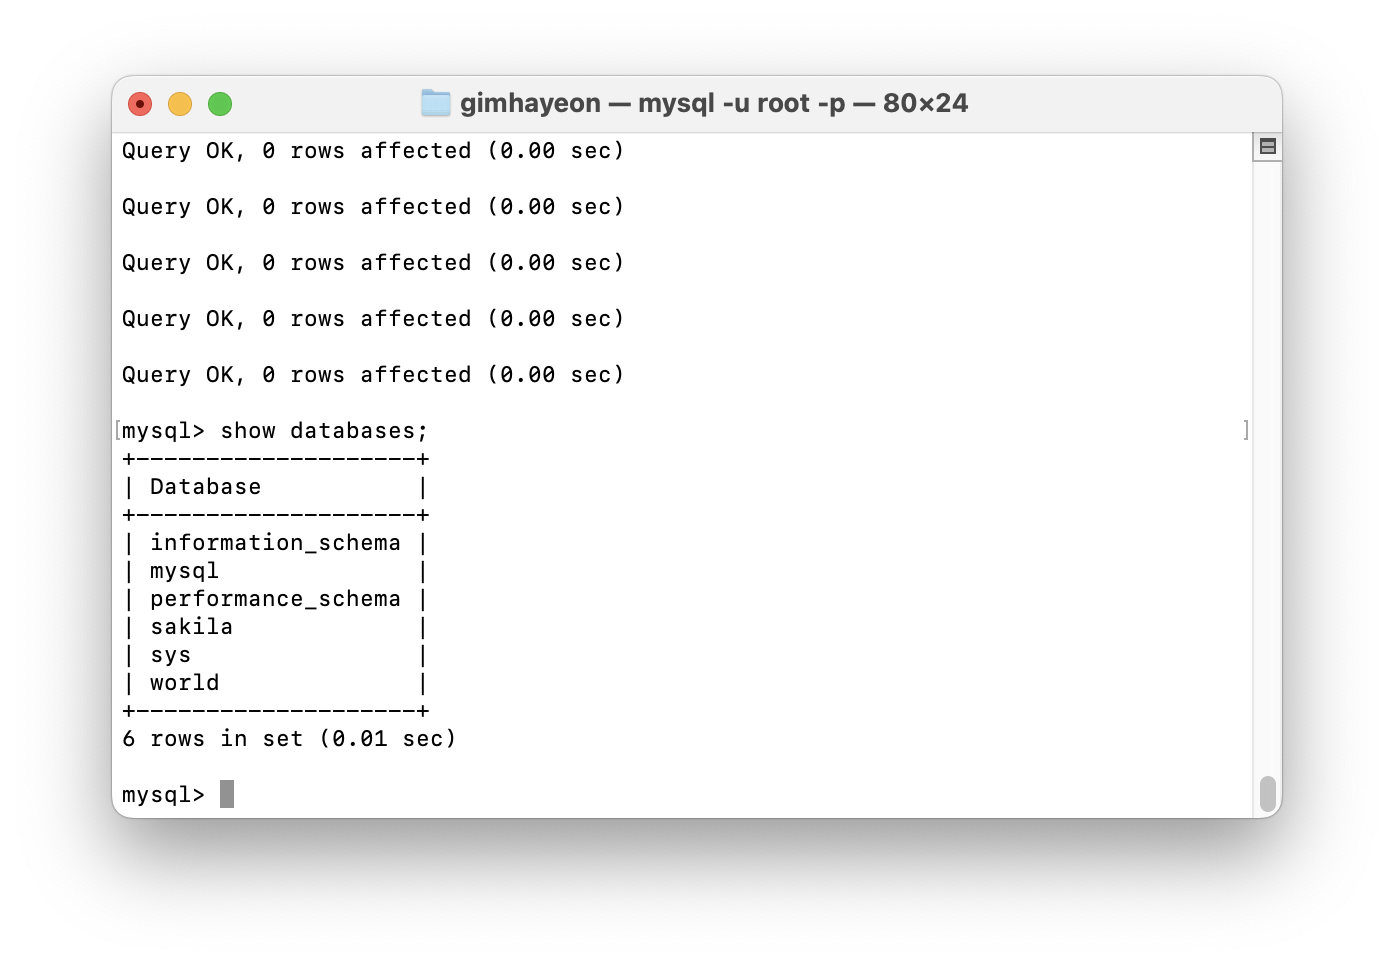 gimhayeon — mysql -u root -p — 80×24
Query OK, 0 rows affected (0.00 sec)
Query OK, 0 rows affected (0.00 sec)
Query OK, 0 rows affected (0.00 sec)
Query OK, 0 rows affected (0.00 sec)
Query OK, 0 rows affected (0.00 sec)
[mysql> show databases; ]
+--------------------+
| Database           |
+--------------------+
| information_schema |
| mysql              |
| performance_schema |
| sakila             |
| sys                |
| world              |
+--------------------+
6 rows in set (0.01 sec)
mysql>